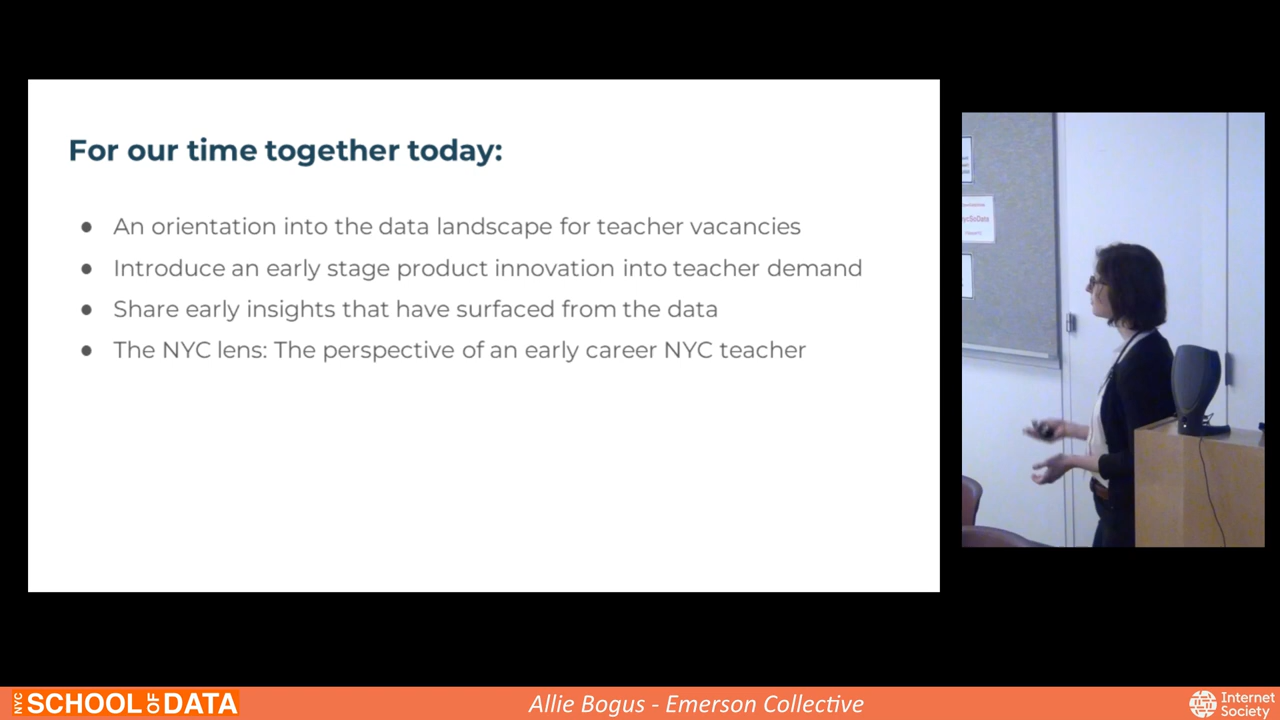 For our time together today:
● An orientation into the data landscape for teacher vacancies
● Introduce an early stage product innovation into teacher demand
● Share early insights that have surfaced from the data
● The NYC lens: The perspective of an early career NYC teacher
NYC SCHOOL OF DATA
Allie Bogus - Emerson Collective
Internet
Society